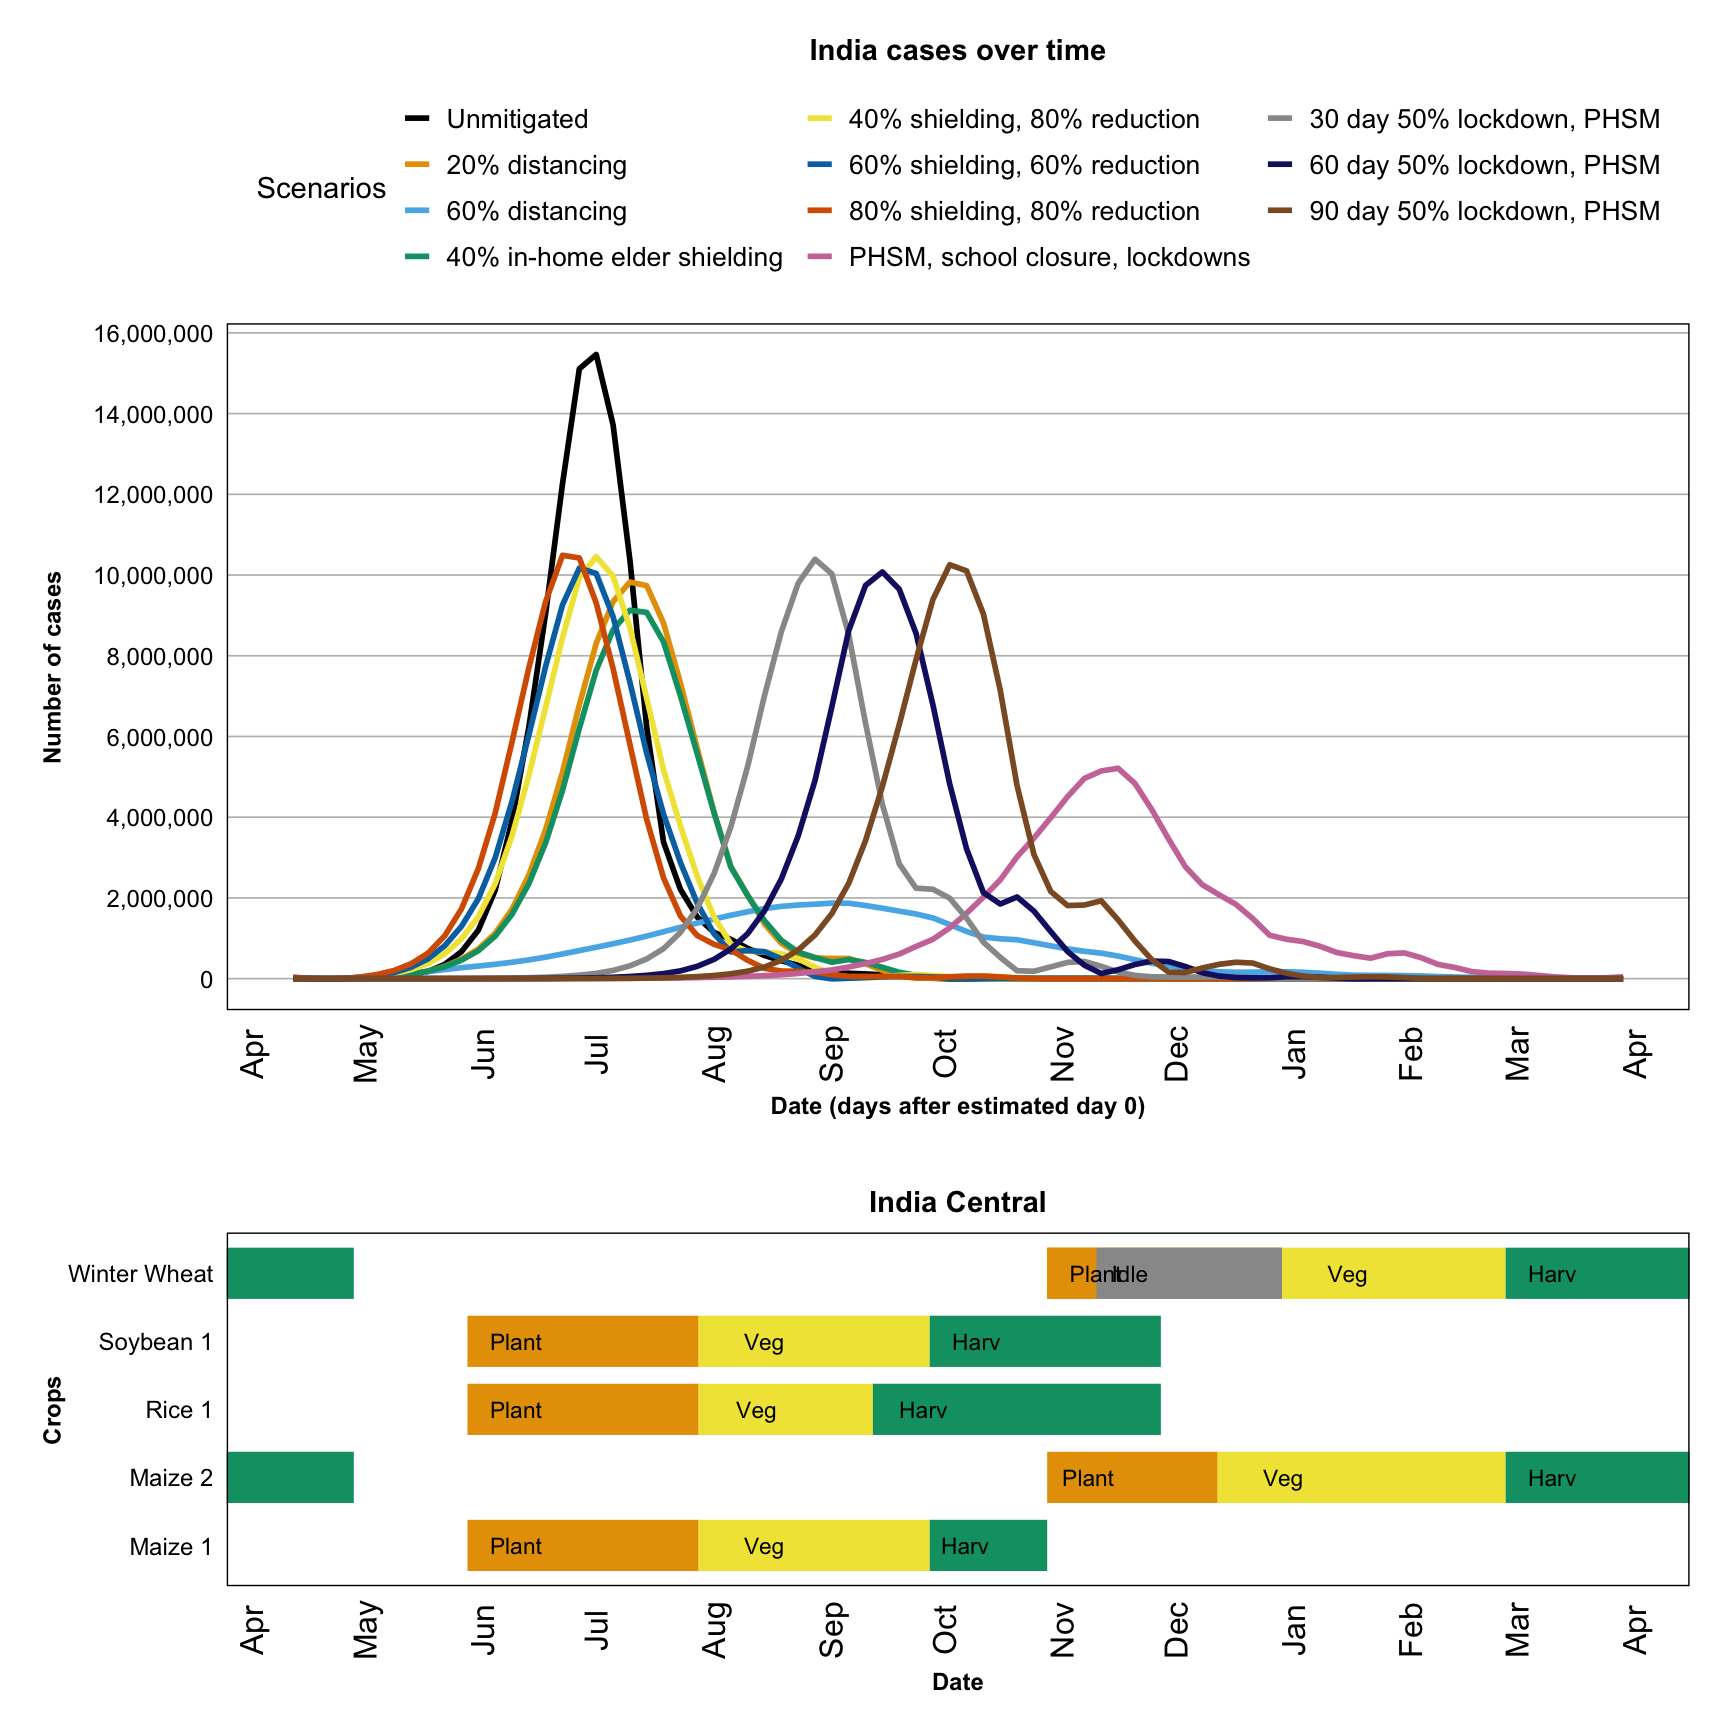 India cases over time
Scenarios
Unmitigated
20% distancing
60% distancing
40% in-home elder shielding
40% shielding, 80% reduction
60% shielding, 60% reduction
80% shielding, 80% reduction
PHSM, school closure, lockdowns
30 day 50% lockdown, PHSM
60 day 50% lockdown, PHSM
90 day 50% lockdown, PHSM
Number of cases
16,000,000
14,000,000
12,000,000
10,000,000
8,000,000
6,000,000
4,000,000
2,000,000
0
Apr May Jun Jul Aug Sep Oct Nov Dec Jan Feb Mar Apr
Date (days after estimated day 0)
India Central
Crops
Winter Wheat Plant Idle Veg Harv
Soybean 1 Plant Veg Harv
Rice 1 Plant Veg Harv
Maize 2 Plant Veg Harv
Maize 1 Plant Veg Harv
Apr May Jun Jul Aug Sep Oct Nov Dec Jan Feb Mar Apr
Date